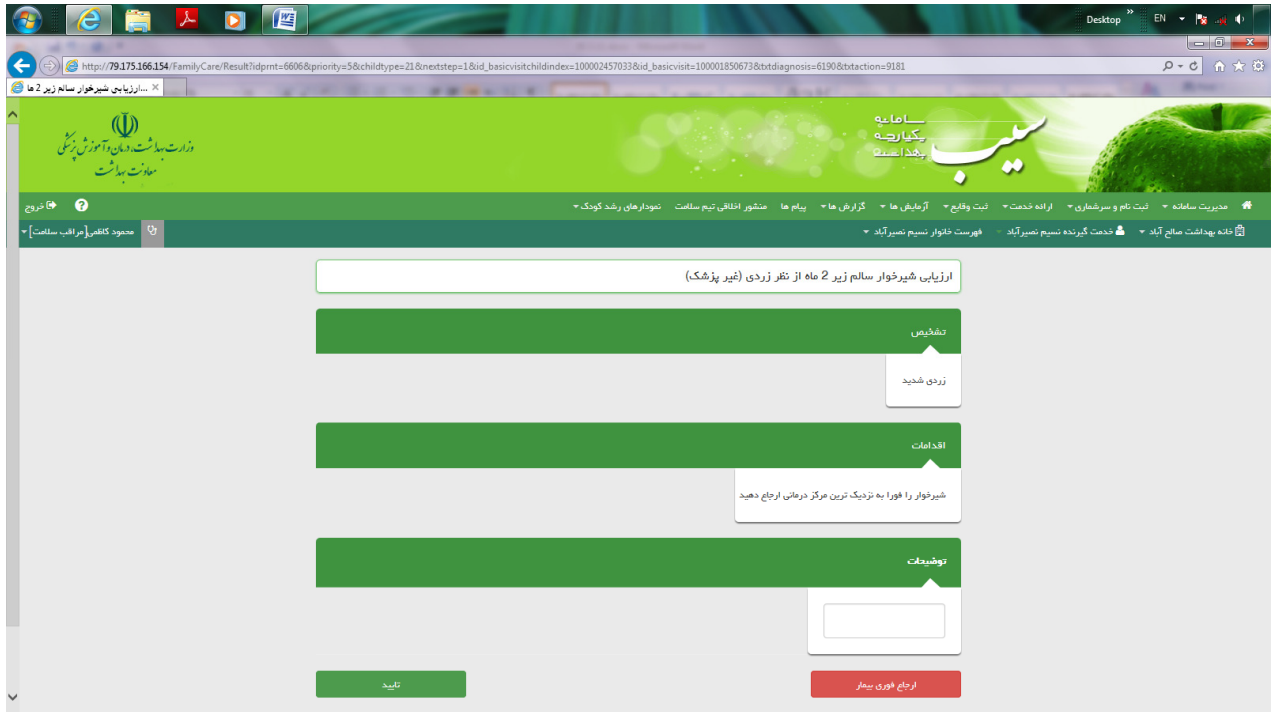 Desktop » EN
http://79.175.166.154/FamilyCare/Result?idprnt=6606&priority=5&childtype=21&nextstep=1&id_basicvisitchildindex=100002457033&id_basicvisit=100001850673&txtdiagnosis=6190&txtaction=9181
ارزیابی شیرخوار سالم زیر 2 ما...
وزارت بهداشت، درمان و آموزش پزشکی
معاونت بهداشت
سامانه
یکپارچه
بهداشت
سیب
مدیریت سامانه ثبت نام و سرشماری ارائه خدمت ثبت وقایع آزمایش ها گزارش ها پیام ها منشور اخلاقی تیم سلامت نمودارهای رشد کودک خروج
خانه بهداشت صالح آباد خدمت گیرنده نسیم نصیرآباد فهرست خانوار نسیم نصیرآباد محمود کاظمی[مراقب سلامت]
ارزیابی شیرخوار سالم زیر 2 ماه از نظر زردی (غیر پزشک)
تشخیص
زردی شدید
اقدامات
شیرخوار را فورا به نزدیک ترین مرکز درمانی ارجاع دهید
توضیحات
ارجاع فوری بیمار تایید